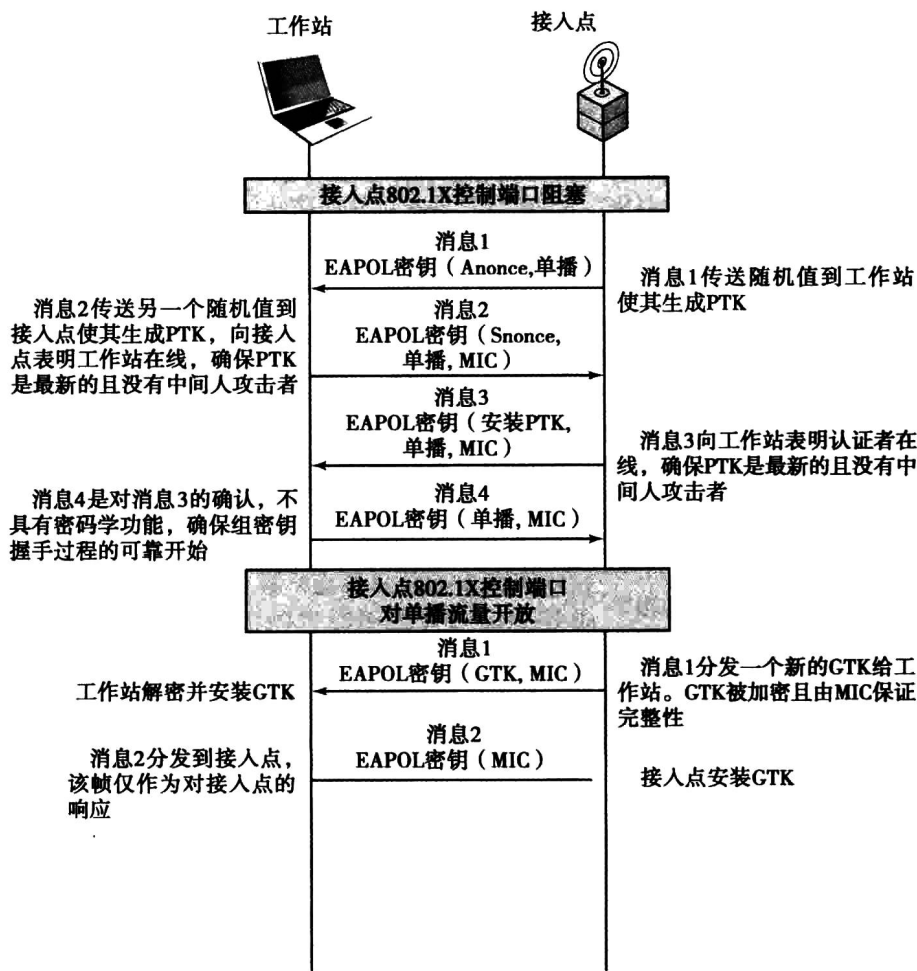 工作站
接入点
接入点802.1X控制端口阻塞
消息1
EAPOL密钥（Anonce,单播）
消息1传送随机值到工作站
使其生成PTK
消息2传送另一个随机值到
接入点使其生成PTK，向接入
点表明工作站在线，确保PTK
是最新的且没有中间人攻击者
消息2
EAPOL密钥（Snonce,
单播, MIC）
消息3
EAPOL密钥（安装PTK,
单播, MIC）
消息3向工作站表明认证者在
线，确保PTK是最新的且没有中
间人攻击者
消息4是对消息3的确认，不
具有密码学功能，确保组密钥
握手过程的可靠开始
消息4
EAPOL密钥（单播, MIC）
接入点802.1X控制端口
对单播流量开放
消息1
EAPOL密钥（GTK, MIC）
消息1分发一个新的GTK给工
作站。GTK被加密且由MIC保证
完整性
工作站解密并安装GTK
消息2
EAPOL密钥（MIC）
消息2分发到接入点，
该帧仅作为对接入点的
响应
接入点安装GTK